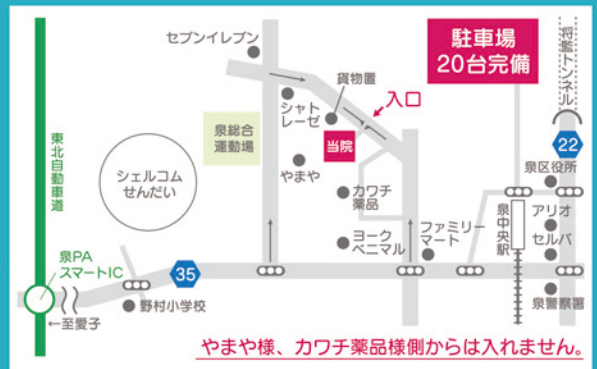 セブンイレブン
駐車場
20台完備
将監トンネル
貨物置
入口
シャト
レーゼ
東北自動車道
泉総合
運動場
当院
22
シェルコム
せんだい
やまや
泉区役所
カワチ
薬品
アリオ
泉中央駅
ヨーク
ベニマル
ファミリー
マート
セルバ
泉PA
スマートIC
35
野村小学校
泉警察署
←至愛子
やまや様、カワチ薬品様側からは入れません。